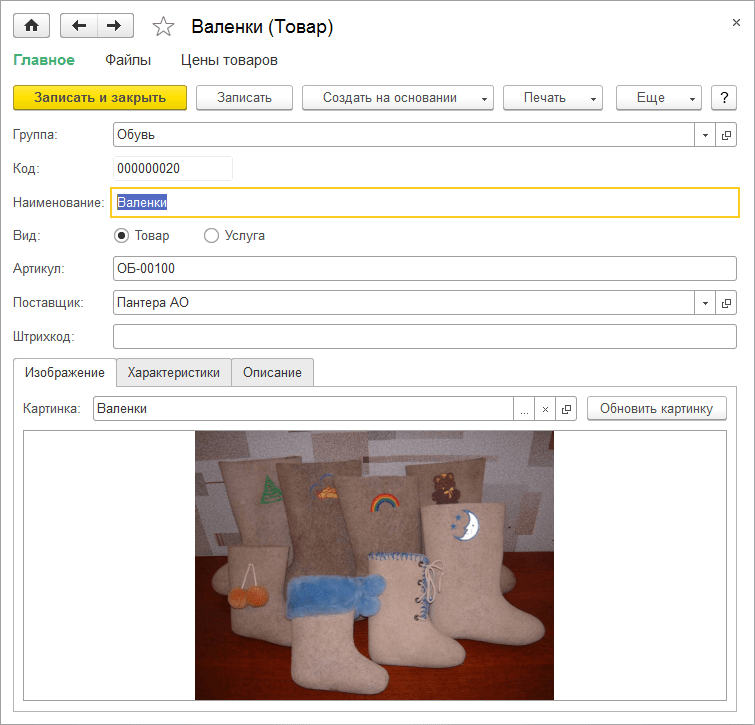 Валенки (Товар)
Главное Файлы Цены товаров
Записать и закрыть Записать Создать на основании Печать Еще ?
Группа: Обувь
Код: 000000020
Наименование: Валенки
Вид: Товар Услуга
Артикул: ОБ-00100
Поставщик: Пантера АО
Штрихкод:
Изображение Характеристики Описание
Картинка: Валенки ... Обновить картинку